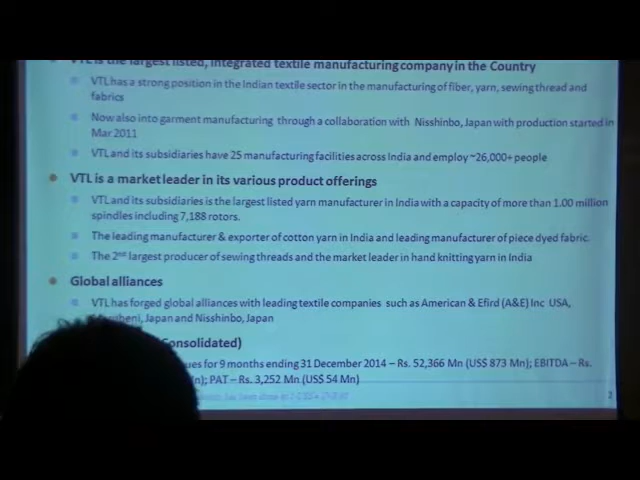 VTL is the largest listed, integrated textile manufacturing company in the Country
VTL has a strong position in the Indian textile sector in the manufacturing of fiber, yarn, sewing thread and
fabrics
Now also into garment manufacturing through a collaboration with Nisshinbo, Japan with production started in
Mar 2011
VTL and its subsidiaries have 25 manufacturing facilities across India and employ ~26,000+ people
VTL is a market leader in its various product offerings
VTL and its subsidiaries is the largest listed yarn manufacturer in India with a capacity of more than 1.00 million
spindles including 7,188 rotors.
The leading manufacturer & exporter of cotton yarn in India and leading manufacturer of piece dyed fabric.
The 2nd largest producer of sewing threads and the market leader in hand knitting yarn in India
Global alliances
VTL has forged global alliances with leading textile companies such as American & Efird (A&E) Inc USA,
Japan and Nisshinbo, Japan
Consolidated)
for 9 months ending 31 December 2014 – Rs. 52,366 Mn (US$ 873 Mn); EBITDA – Rs.
PAT – Rs. 3,252 Mn (US$ 54 Mn)